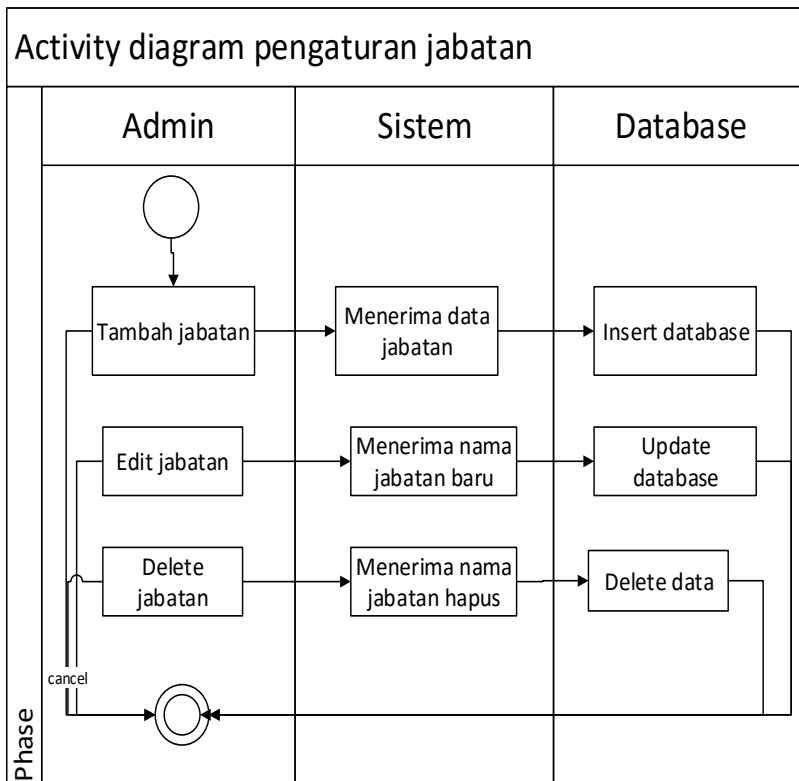 Activity diagram pengaturan jabatan
Admin
Sistem
Database
Tambah jabatan
Menerima data
jabatan
Insert database
Edit jabatan
Menerima nama
jabatan baru
Update
database
Delete
jabatan
Menerima nama
jabatan hapus
Delete data
cancel
Phase